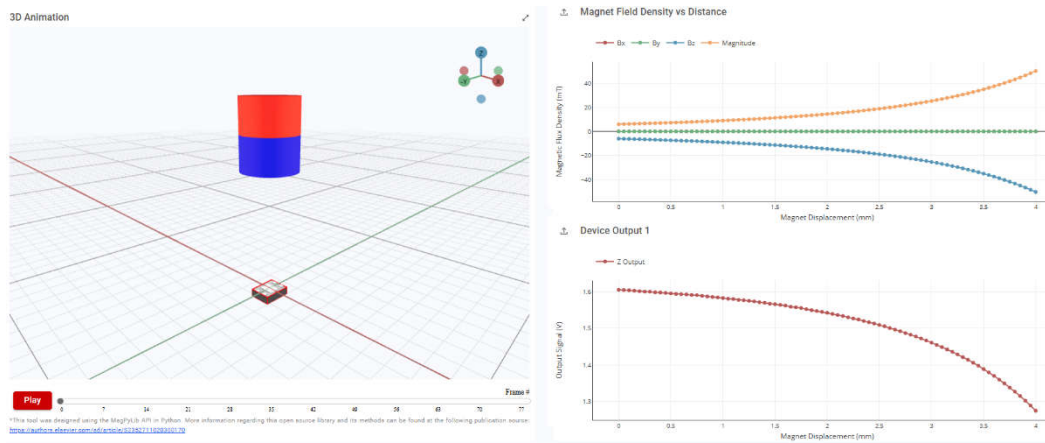 3D Animation
Z
X
Play
Frame #
0 7 14 21 28 35 42 49 56 63 70 77
*This tool was designed using the MagPyLib API in Python. More information regarding this open source library and its methods can be found at the following publication source:
Magnet Field Density vs Distance
Bx By Bz Magnitude
Magnetic Flux Density (mT)
40
20
0
−20
−40
0 0.5 1 1.5 2 2.5 3 3.5 4
Magnet Displacement (mm)
Device Output 1
Z Output
Output Signal (V)
1.6
1.5
1.4
1.3
0 0.5 1 1.5 2 2.5 3 3.5 4
Magnet Displacement (mm)